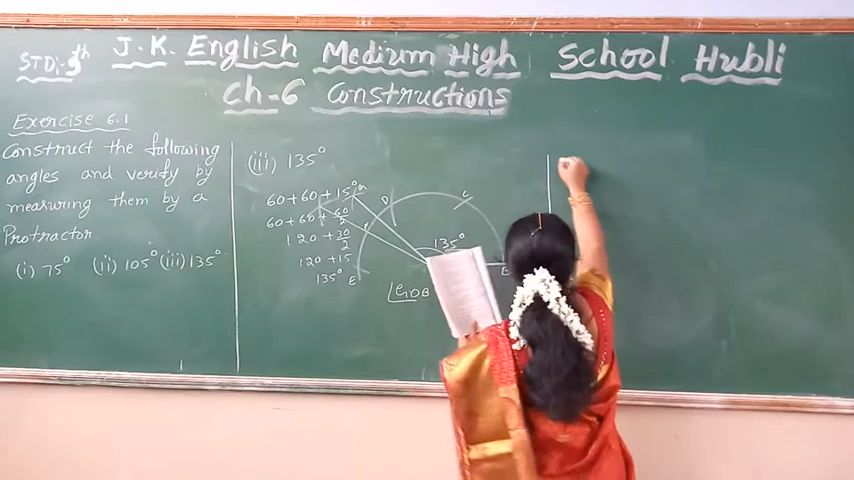 STD:- 9th J.K. English Medium High School Hubli
Ch-6 Constructions
Exercise 6.1
Construct the following
angles and verify by
measuring them by a
Protractor
(i) 75° (ii) 105° (iii) 135°
(iii) 135°
60+60+15°
60+60+60/2
120+30/2
120+15
135°
D
C
135°
E
E
∠GOB